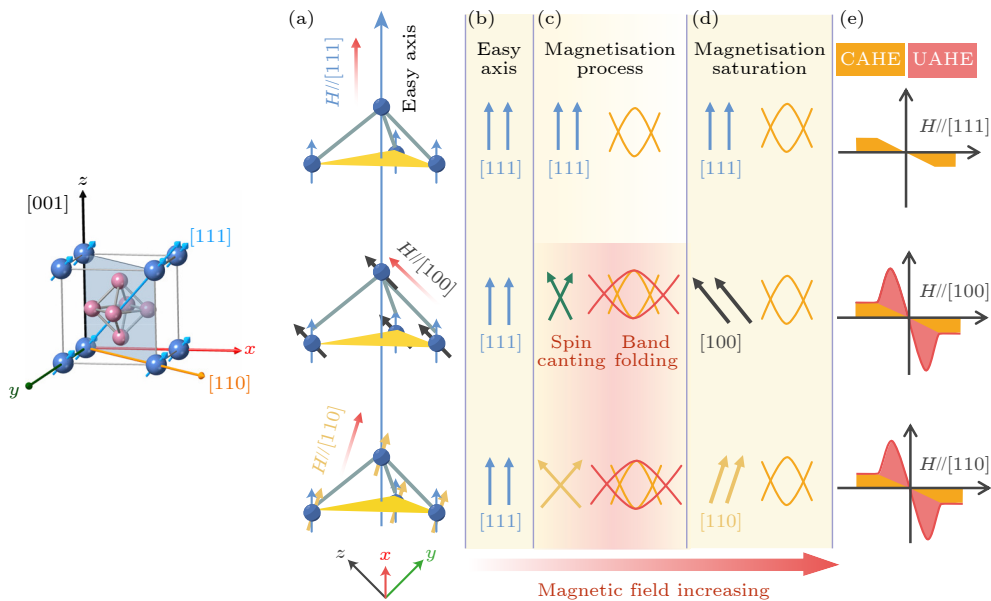 (a)
(b)
(c)
(d)
(e)
Easy
axis
Magnetisation
process
Magnetisation
saturation
CAHE
UAHE
H//[111]
Easy axis
[111]
[111]
[111]
H//[111]
z
[001]
[111]
x
[110]
y
H//[100]
[111]
Spin
canting
Band
folding
[100]
H//[100]
H//[110]
[111]
[110]
H//[110]
z
x
y
Magnetic field increasing